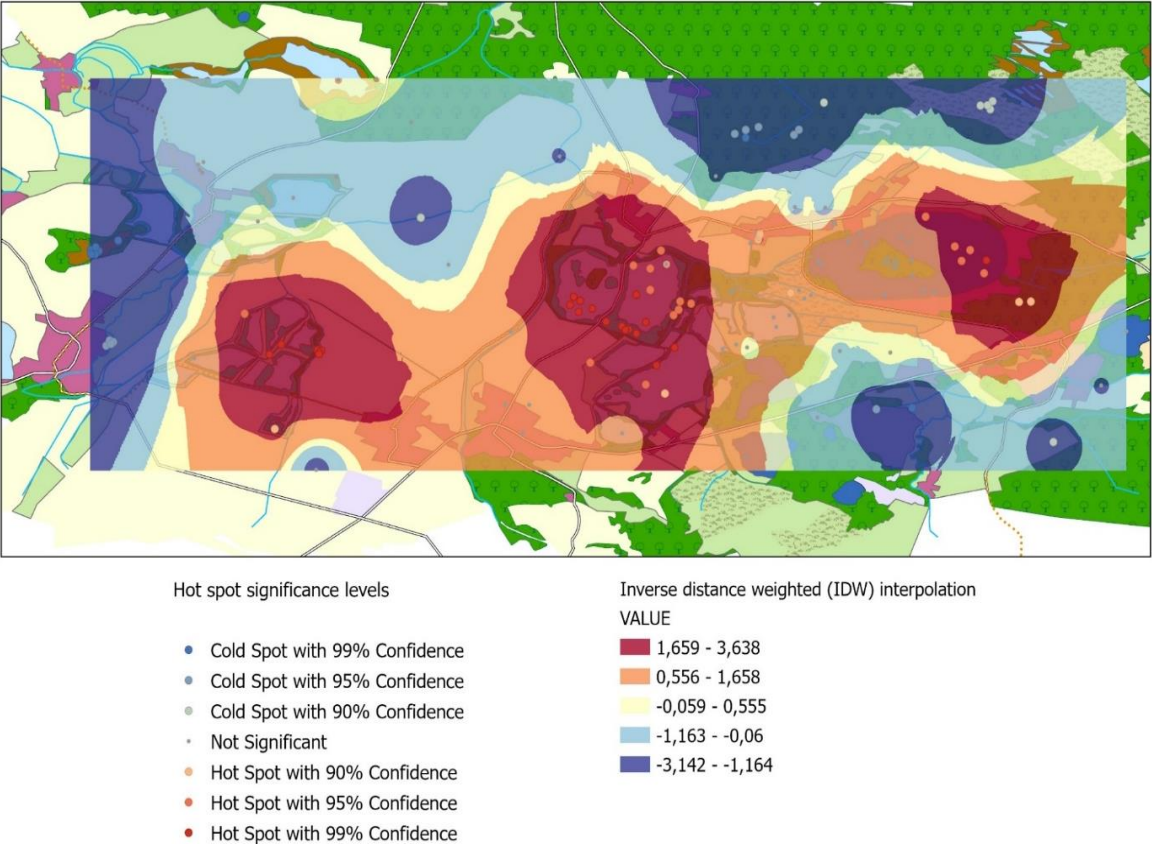 Hot spot significance levels
Cold Spot with 99% Confidence
Cold Spot with 95% Confidence
Cold Spot with 90% Confidence
Not Significant
Hot Spot with 90% Confidence
Hot Spot with 95% Confidence
Hot Spot with 99% Confidence
Inverse distance weighted (IDW) interpolation
VALUE
1,659 - 3,638
0,556 - 1,658
-0,059 - 0,555
-1,163 - -0,06
-3,142 - -1,164